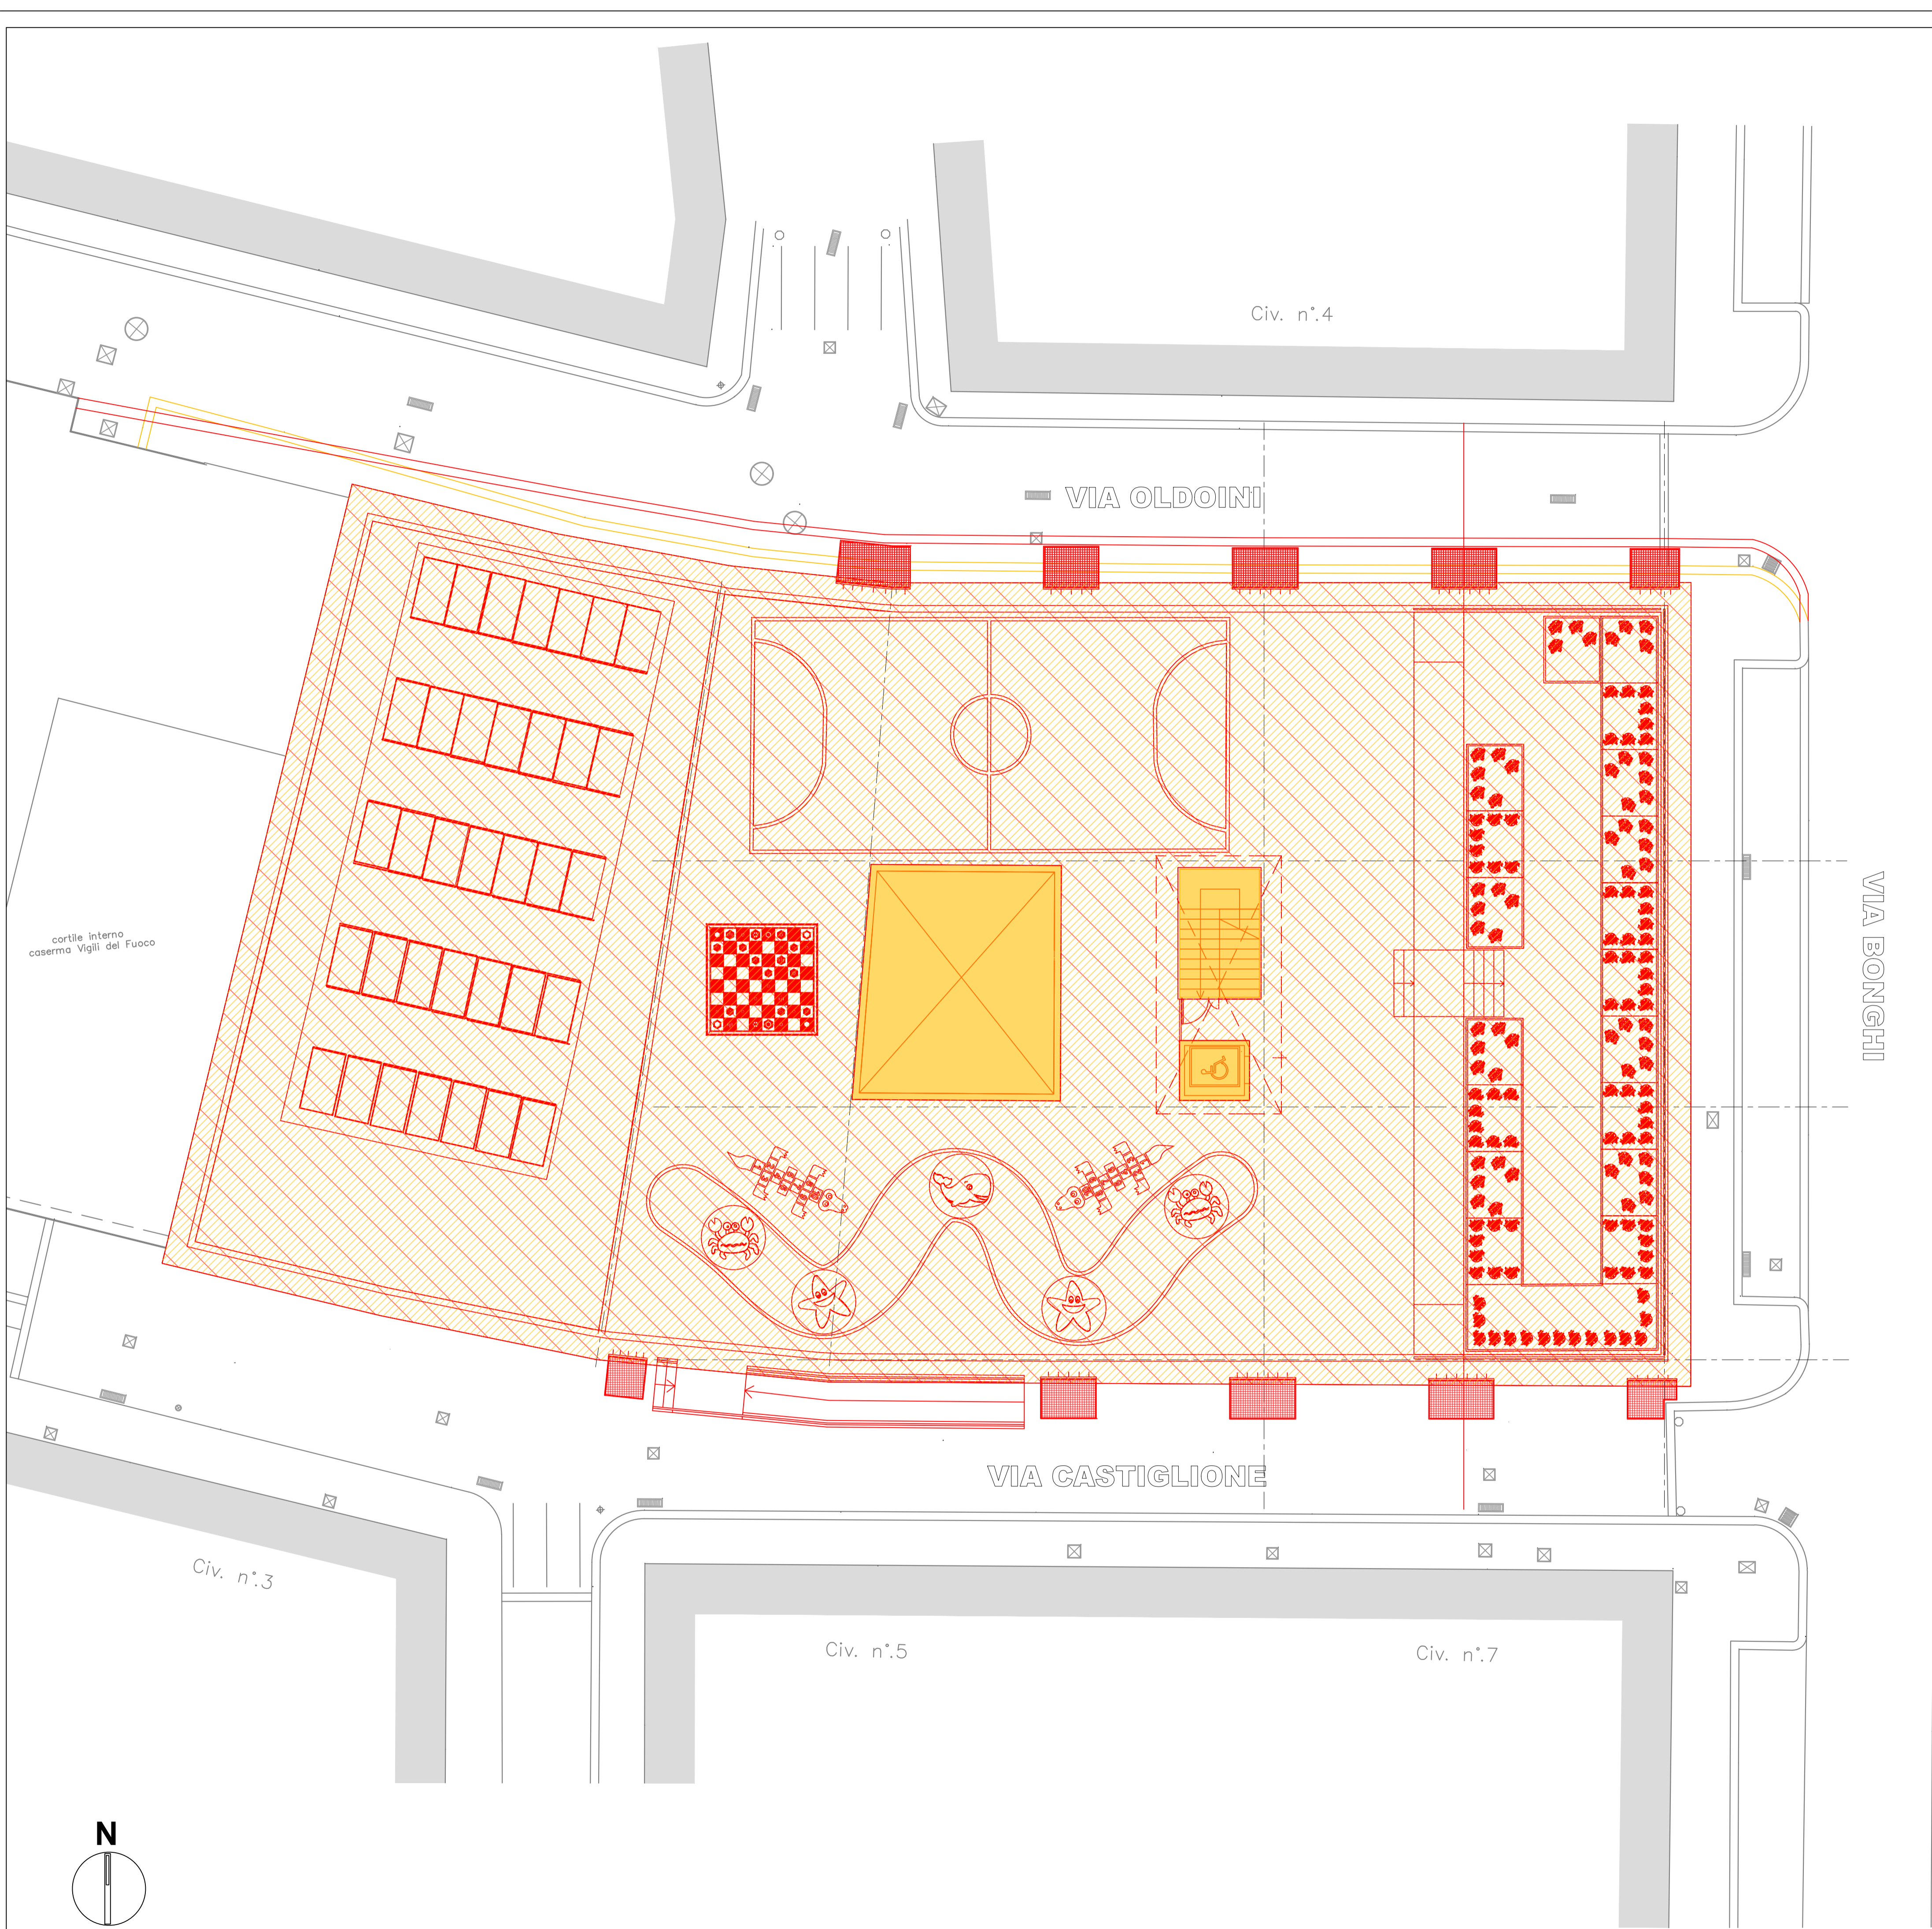 Civ. n°.4
VIA OLDOINI
VIA BONGHI
cortile interno
caserma Vigili del Fuoco
VIA CASTIGLIONE
Civ. n°.3
Civ. n°.5
Civ. n°.7
N